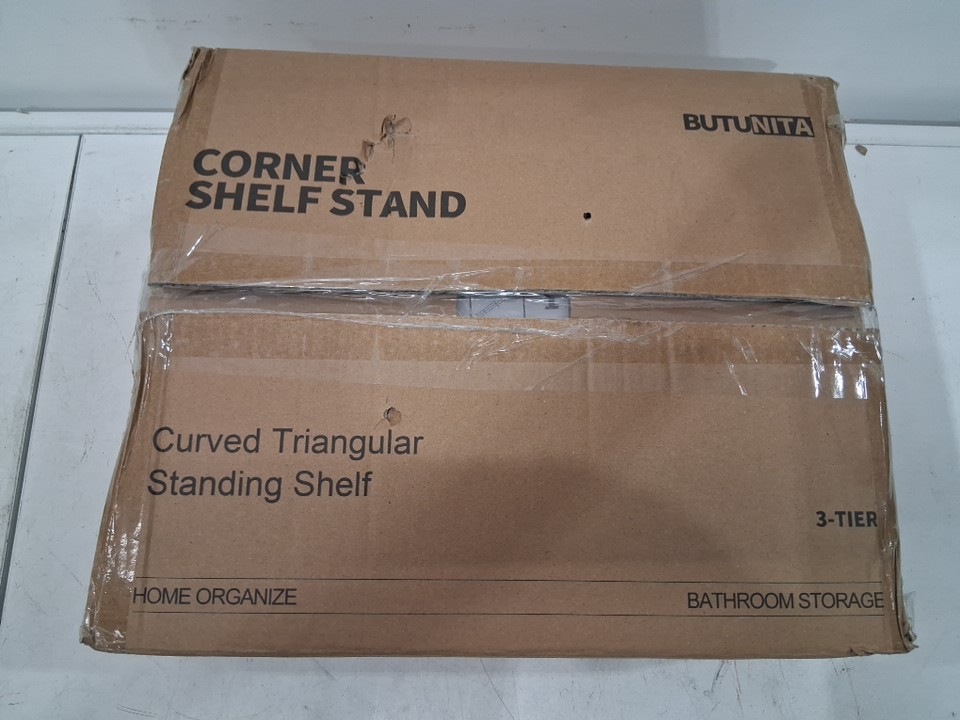 BUTUNITA
CORNER
SHELF STAND
Curved Triangular
Standing Shelf
3-TIER
HOME ORGANIZE
BATHROOM STORAGE